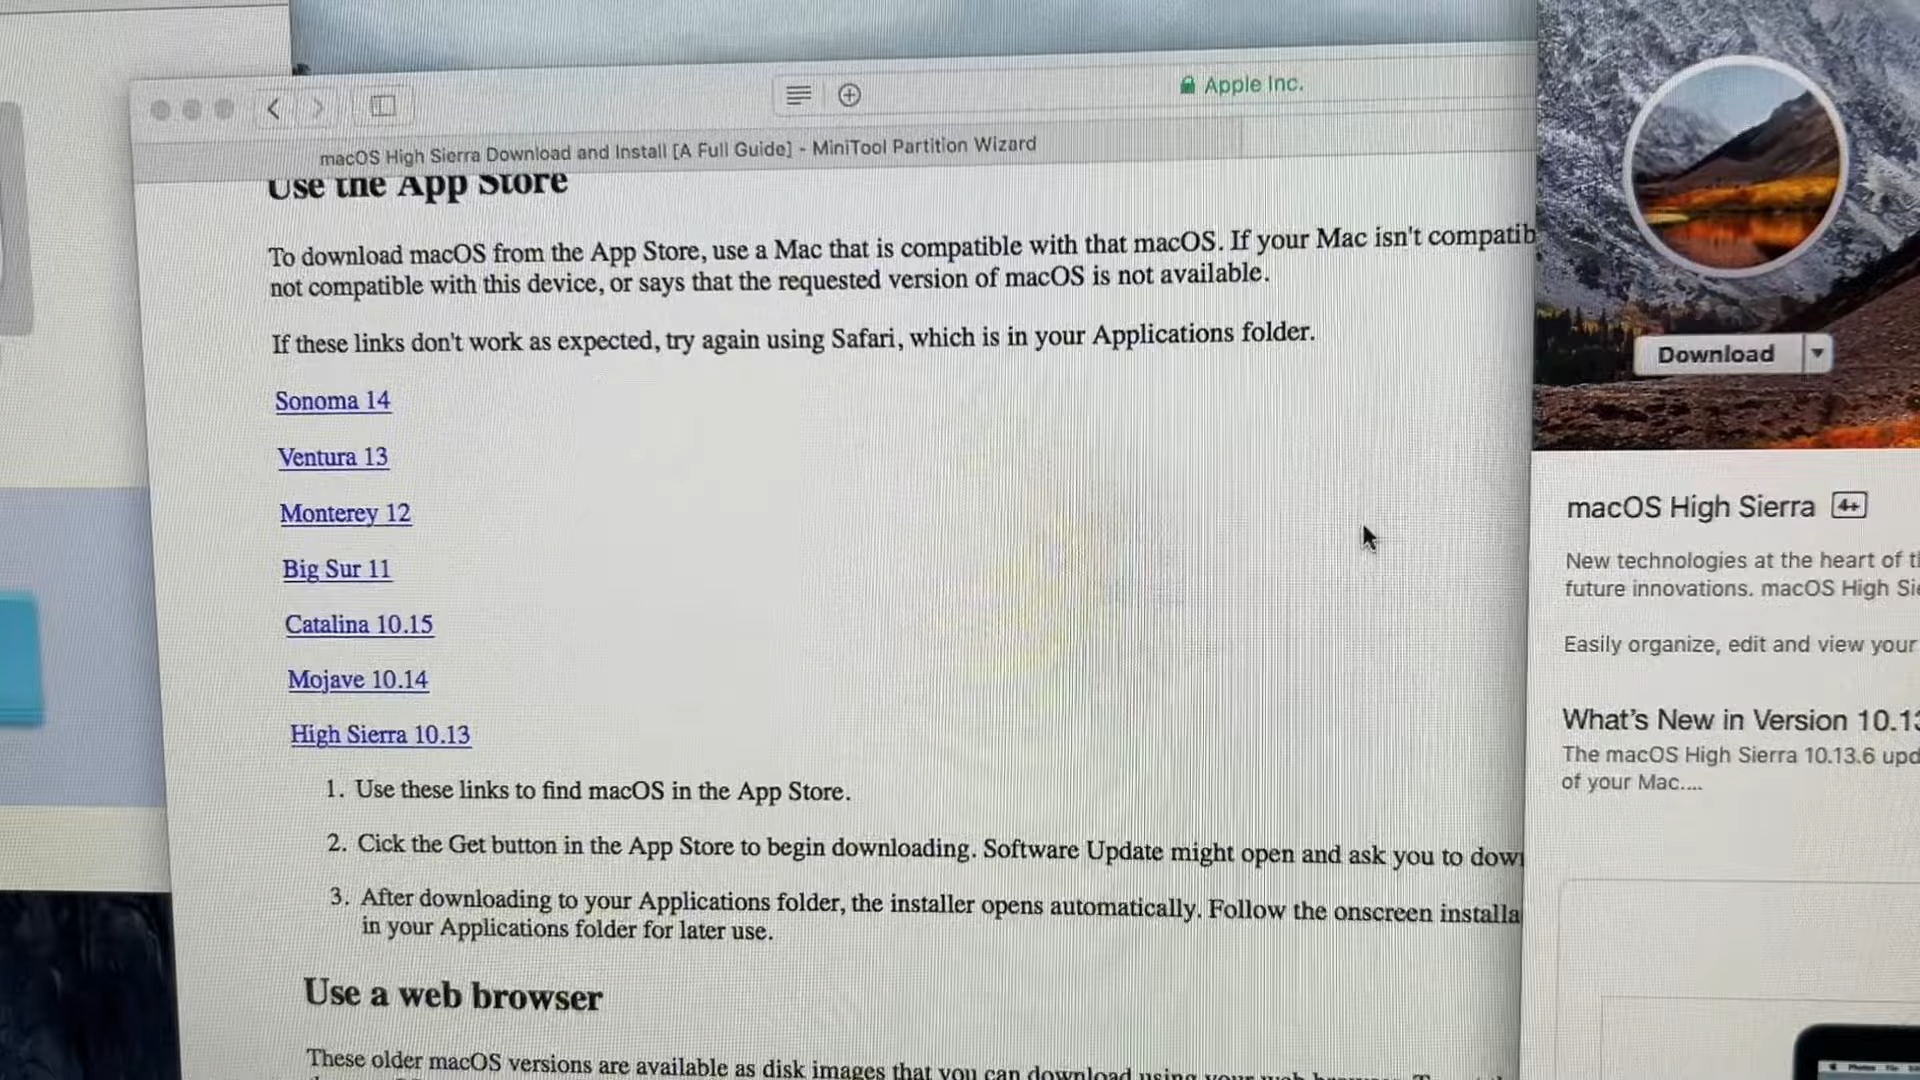 Apple Inc.
macOS High Sierra Download and Install [A Full Guide] - MiniTool Partition Wizard
Use the App Store
To download macOS from the App Store, use a Mac that is compatible with that macOS. If your Mac isn't compatib
not compatible with this device, or says that the requested version of macOS is not available.
If these links don't work as expected, try again using Safari, which is in your Applications folder.
Sonoma 14
Ventura 13
Monterey 12
Big Sur 11
Catalina 10.15
Mojave 10.14
High Sierra 10.13
1. Use these links to find macOS in the App Store.
2. Cick the Get button in the App Store to begin downloading. Software Update might open and ask you to dow
3. After downloading to your Applications folder, the installer opens automatically. Follow the onscreen installa
in your Applications folder for later use.
Use a web browser
These older macOS versions are available as disk images that you can download using your web
Download
macOS High Sierra 4+
New technologies at the heart of
future innovations. macOS High Sie
Easily organize, edit and view your
What's New in Version 10.13
The macOS High Sierra 10.13.6 upd
of your Mac....